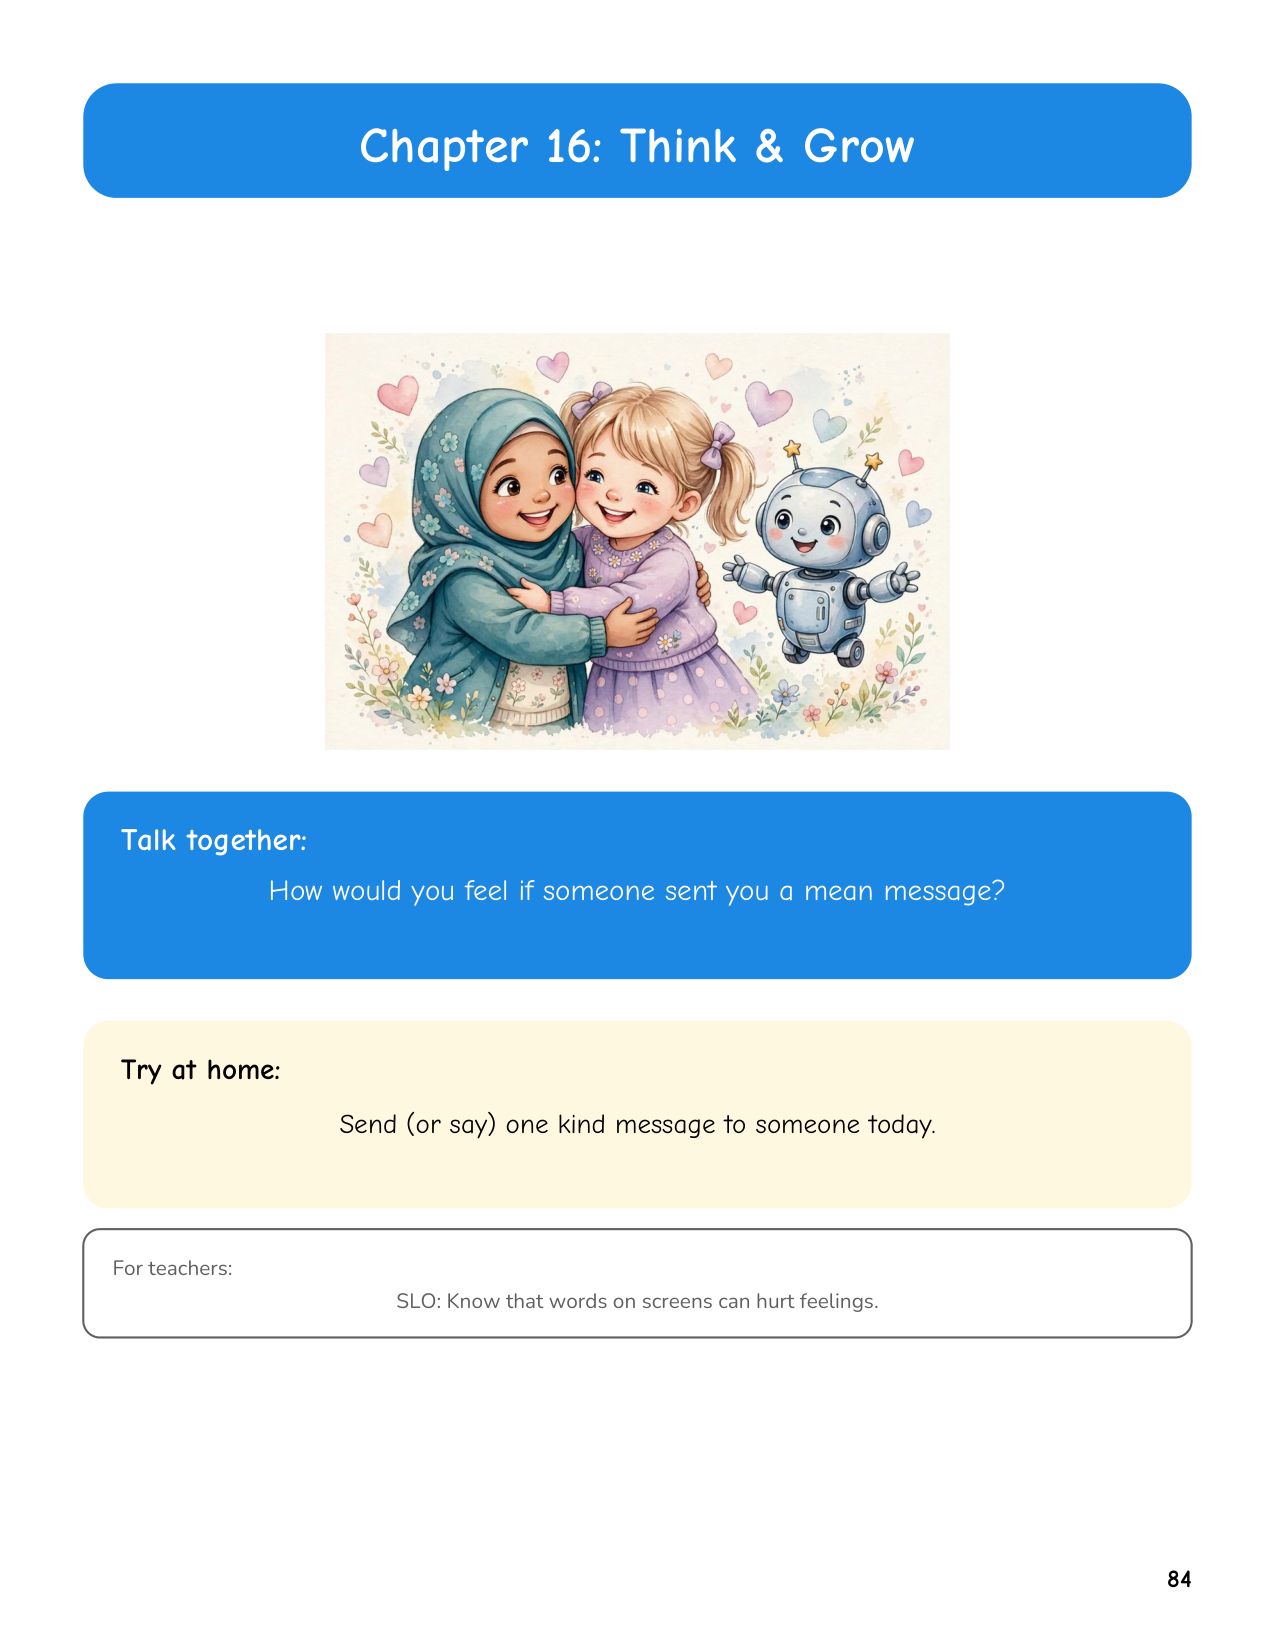 Chapter 16: Think & Grow
Talk together:
How would you feel if someone sent you a mean message?
Try at home:
Send (or say) one kind message to someone today.
For teachers:
SLO: Know that words on screens can hurt feelings.
84